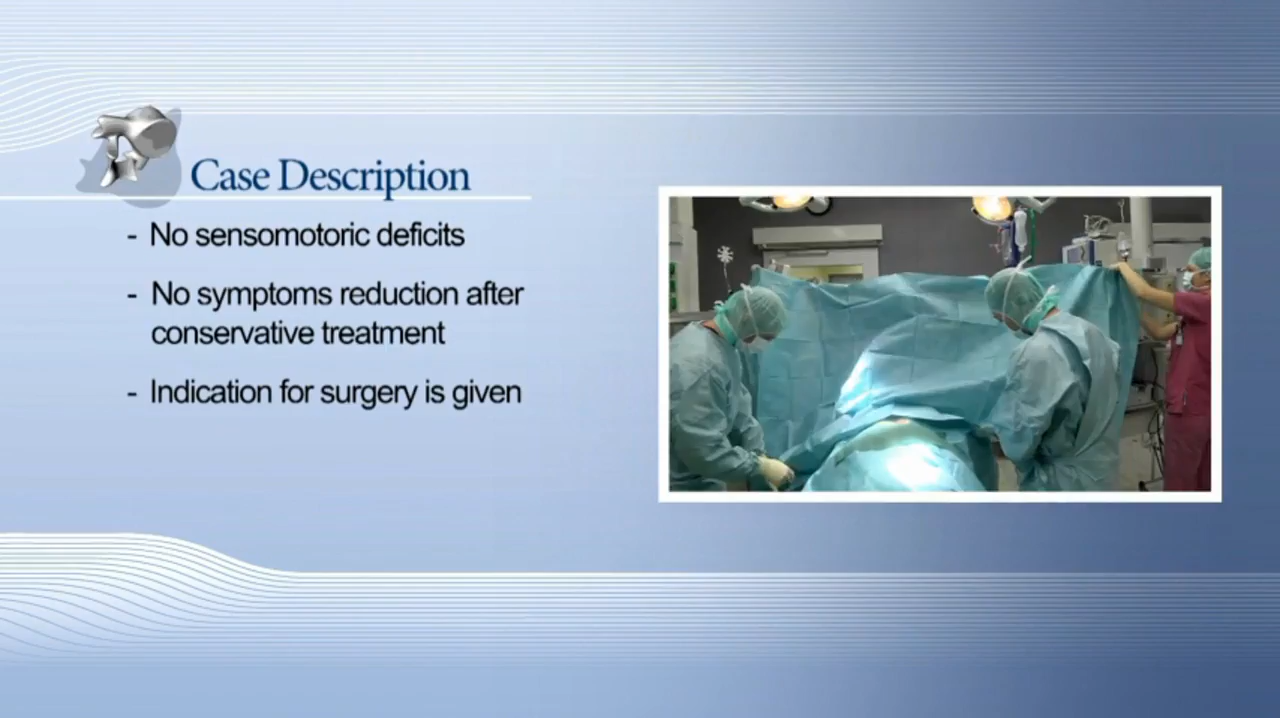 Case Description
- No sensomotoric deficits
- No symptoms reduction after
conservative treatment
- Indication for surgery is given